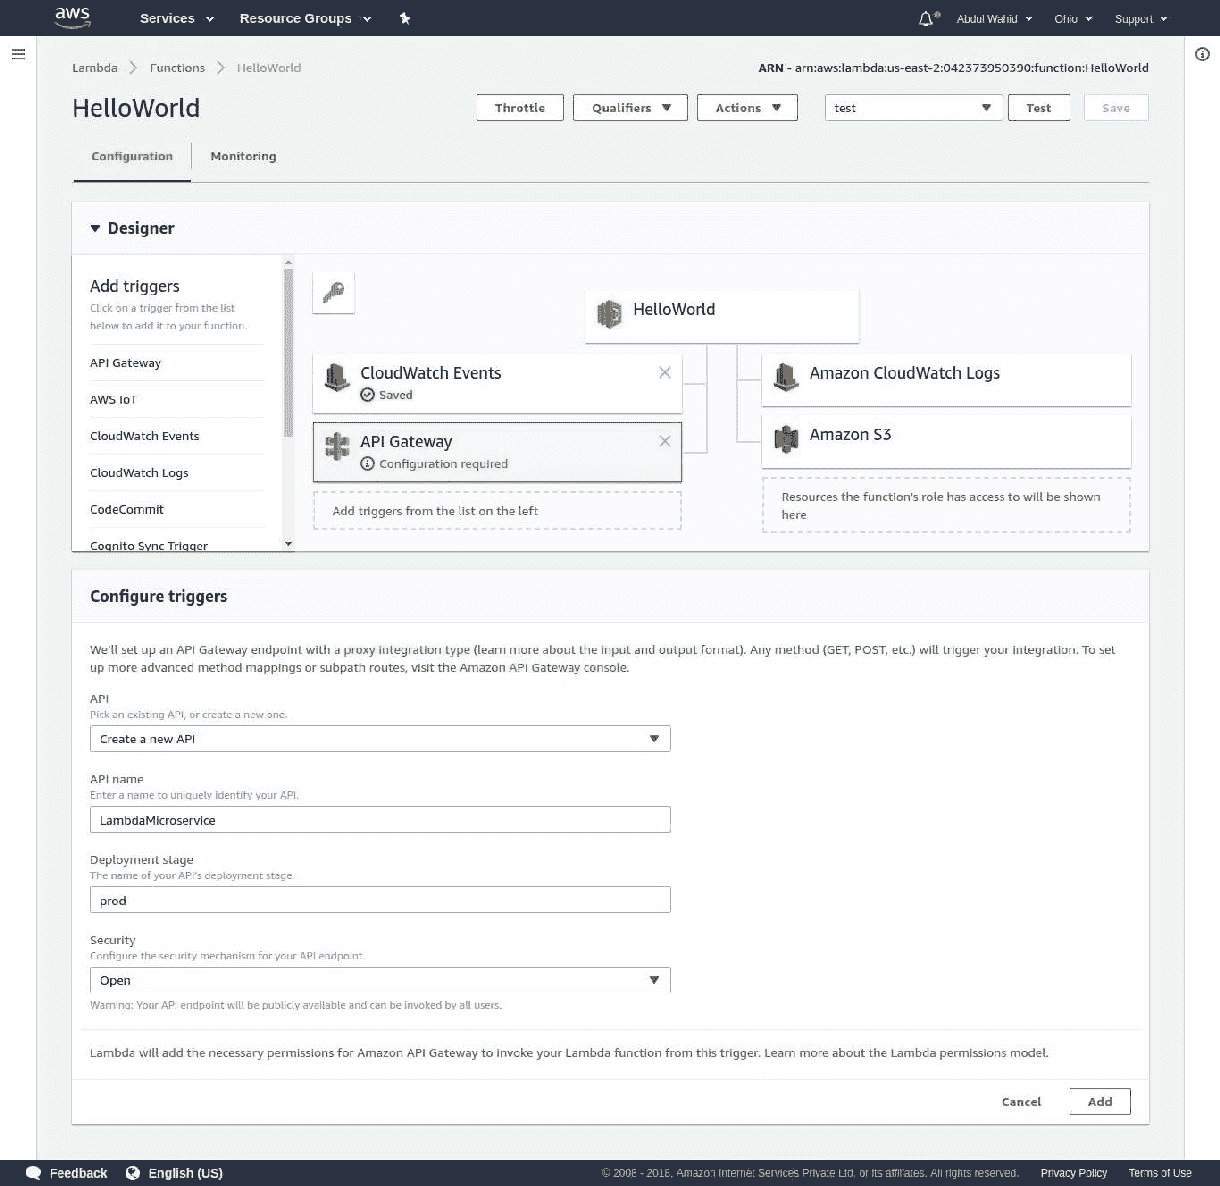 aws Services Resource Groups Abdul Wahid Ohio Support
Lambda Functions HelloWorld ARN - arn:aws:lambda:us-east-2:042373950390:function:HelloWorld
HelloWorld Throttle Qualifiers Actions test Test Save
Configuration Monitoring
Designer
Add triggers
Click on a trigger from the list
below to add it to your function.
API Gateway
AWS IoT
CloudWatch Events
CloudWatch Logs
CodeCommit
Cognito Sync Trigger
HelloWorld
CloudWatch Events
Saved
API Gateway
Configuration required
Add triggers from the list on the left
Amazon CloudWatch Logs
Amazon S3
Resources the function's role has access to will be shown
here
Configure triggers
We'll set up an API Gateway endpoint with a proxy integration type (learn more about the input and output format). Any method (GET, POST, etc.) will trigger your integration. To set
up more advanced method mappings or subpath routes, visit the Amazon API Gateway console.
API
Pick an existing API, or create a new one.
Create a new API
API name
Enter a name to uniquely identify your API.
LambdaMicroservice
Deployment stage
The name of your API's deployment stage.
prod
Security
Configure the security mechanism for your API endpoint.
Open
Warning: Your API endpoint will be publicly available and can be invoked by all users.
Lambda will add the necessary permissions for Amazon API Gateway to invoke your Lambda function from this trigger. Learn more about the Lambda permissions model.
Cancel Add
Feedback English (US) © 2008 - 2018, Amazon Internet Services Private Ltd. or its affiliates. All rights reserved. Privacy Policy Terms of Use